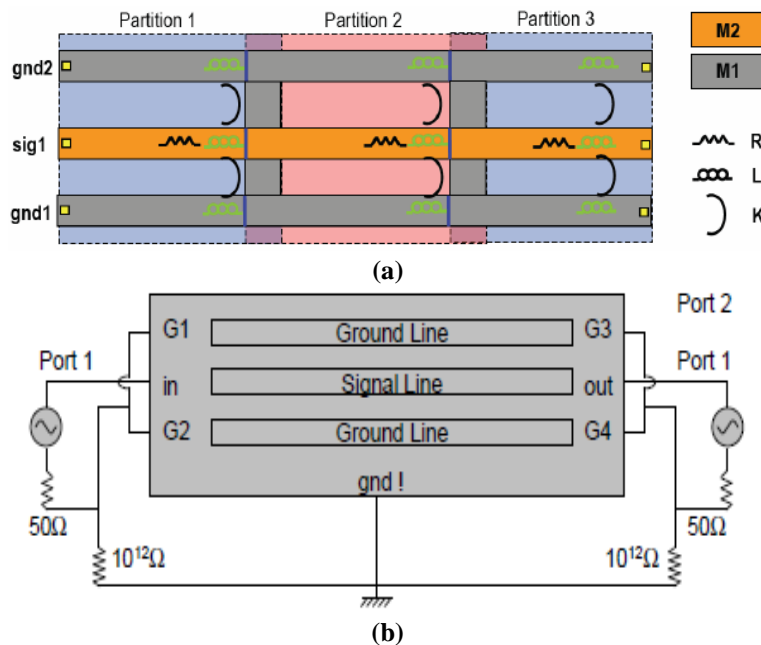 Partition 1 Partition 2 Partition 3
M2
gnd2
M1
sig1
R
L
gnd1
K
(a)
Port 2
G1 Ground Line G3
Port 1 Port 1
in Signal Line out
G2 Ground Line G4
gnd !
50Ω 50Ω
10¹²Ω 10¹²Ω
(b)